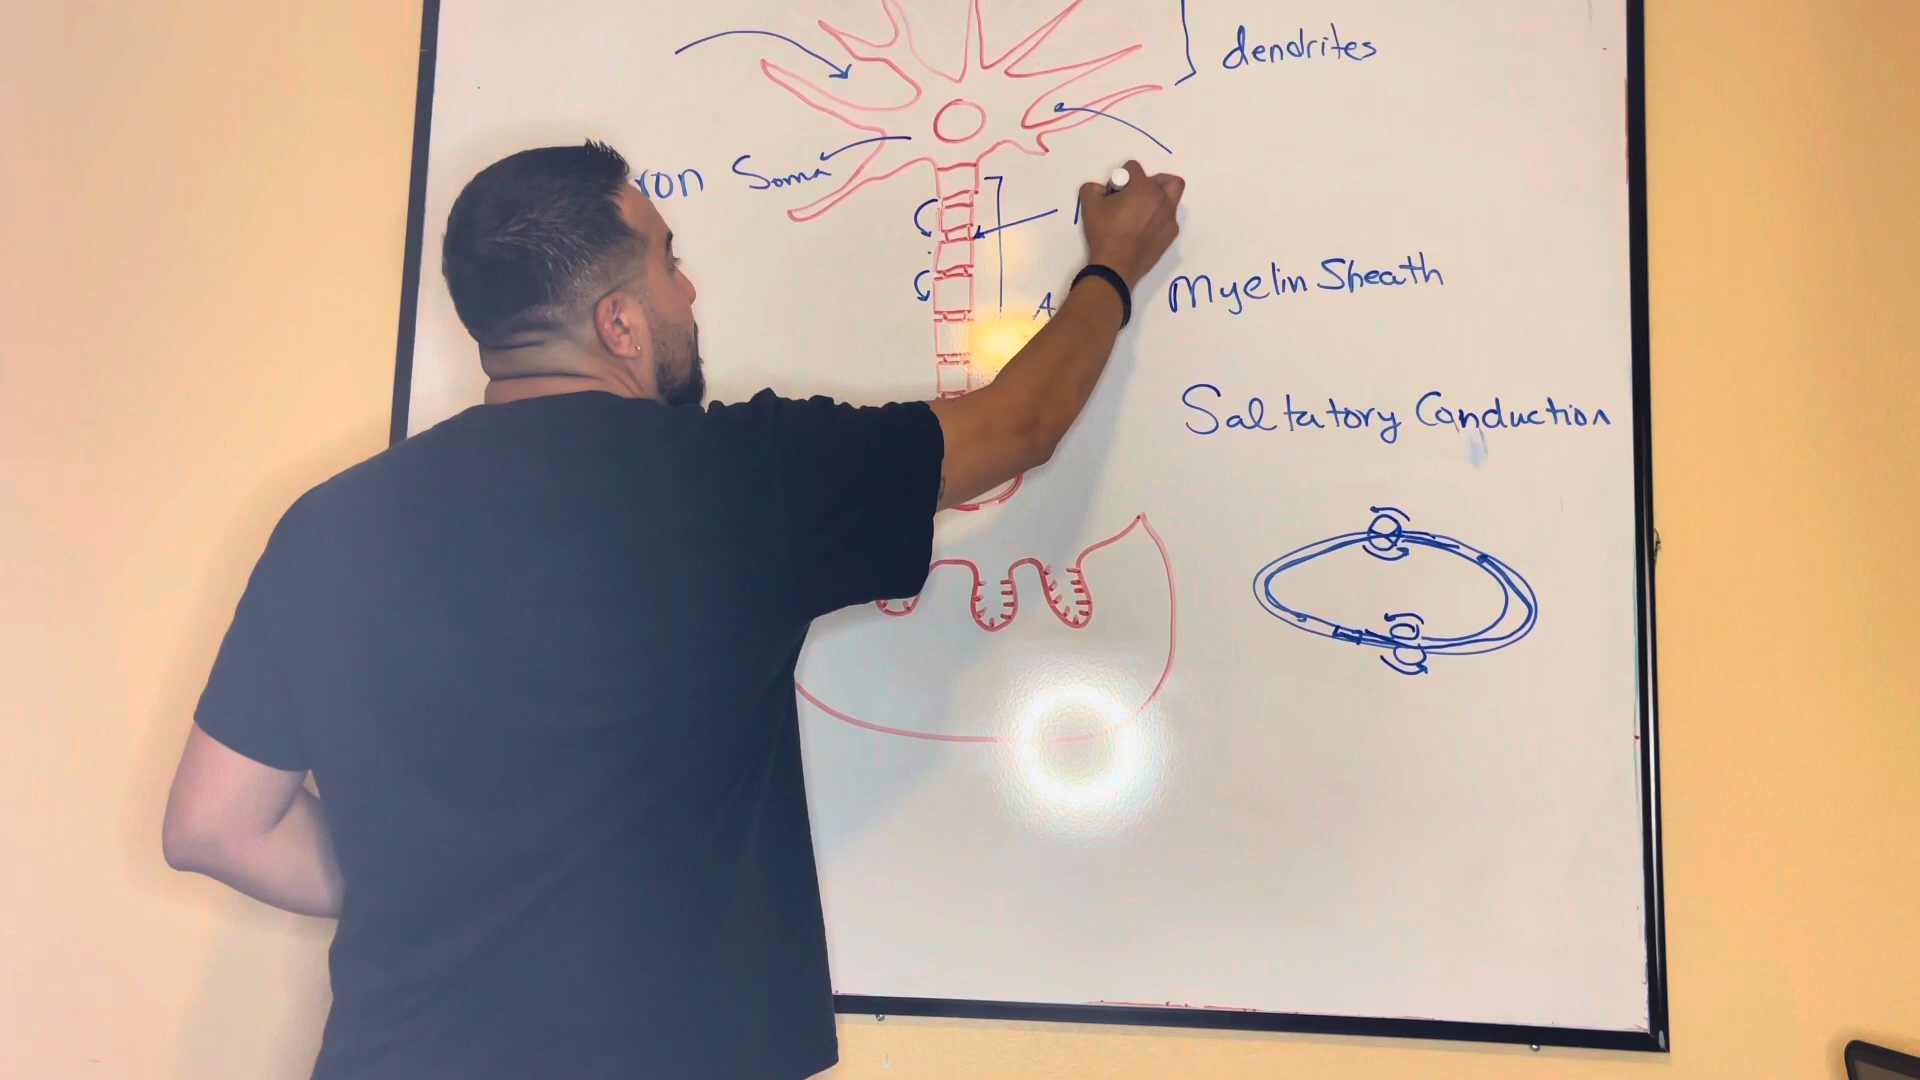 dendrites
ron Soma
Myelin Sheath
Saltatory Conduction